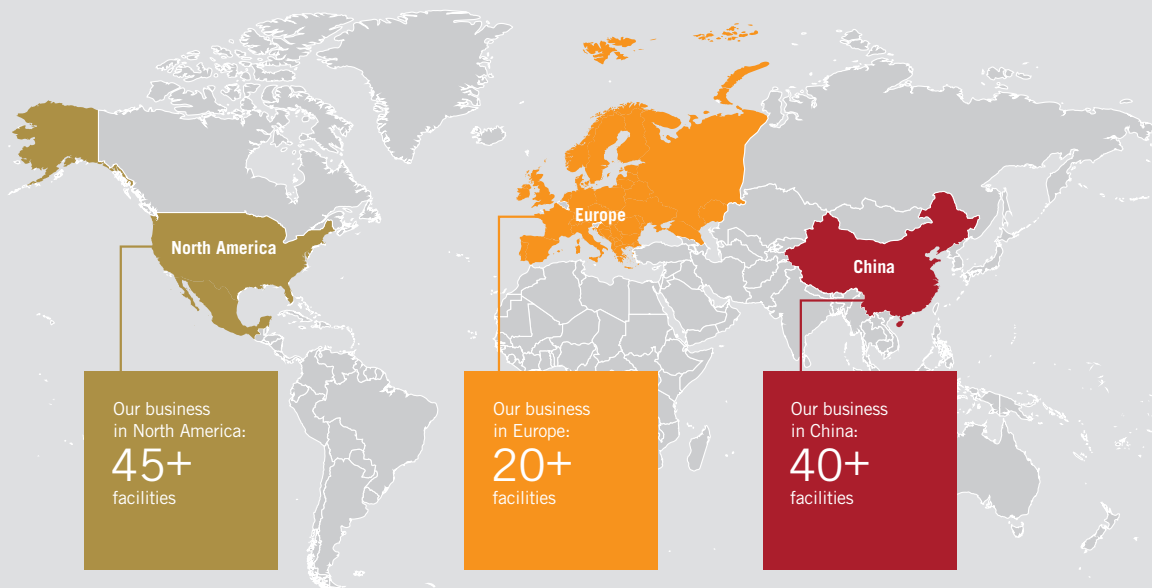 North America
Europe
China
Our business
in North America:
45+
facilities
Our business
in Europe:
20+
facilities
Our business
in China:
40+
facilities